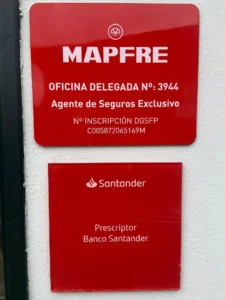 MAPFRE
OFICINA DELEGADA Nº: 3944
Agente de Seguros Exclusivo
Nº INSCRIPCIÓN DGSFP
C005872065169M
Santander
Prescriptor
Banco Santander